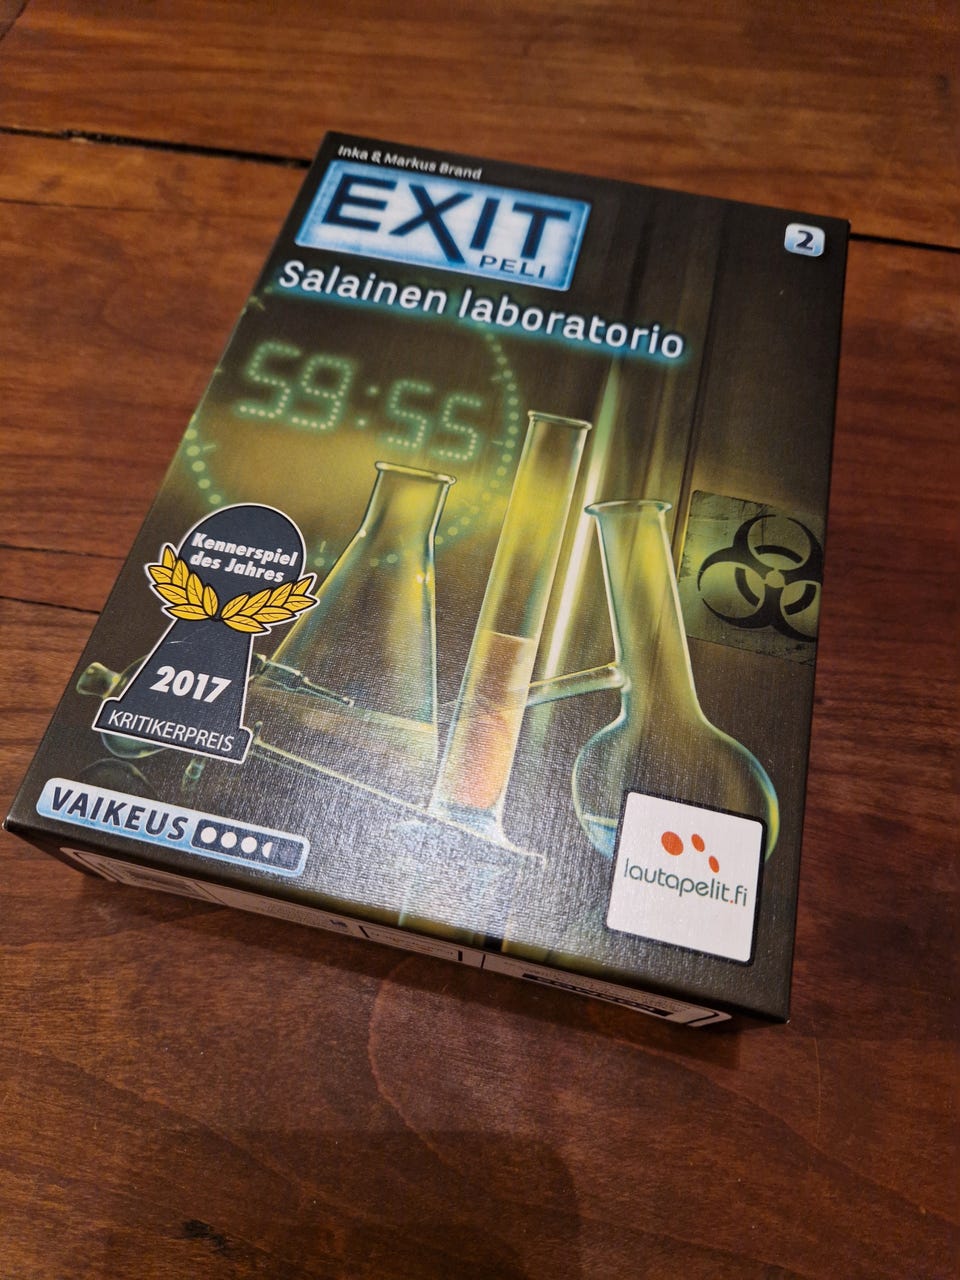 Inka & Markus Brand
EXIT
PELI
2
Salainen laboratorio
59:55
Kennerspiel
des Jahres
2017
KRITIKERPREIS
VAIKEUS
lautapelit.fi